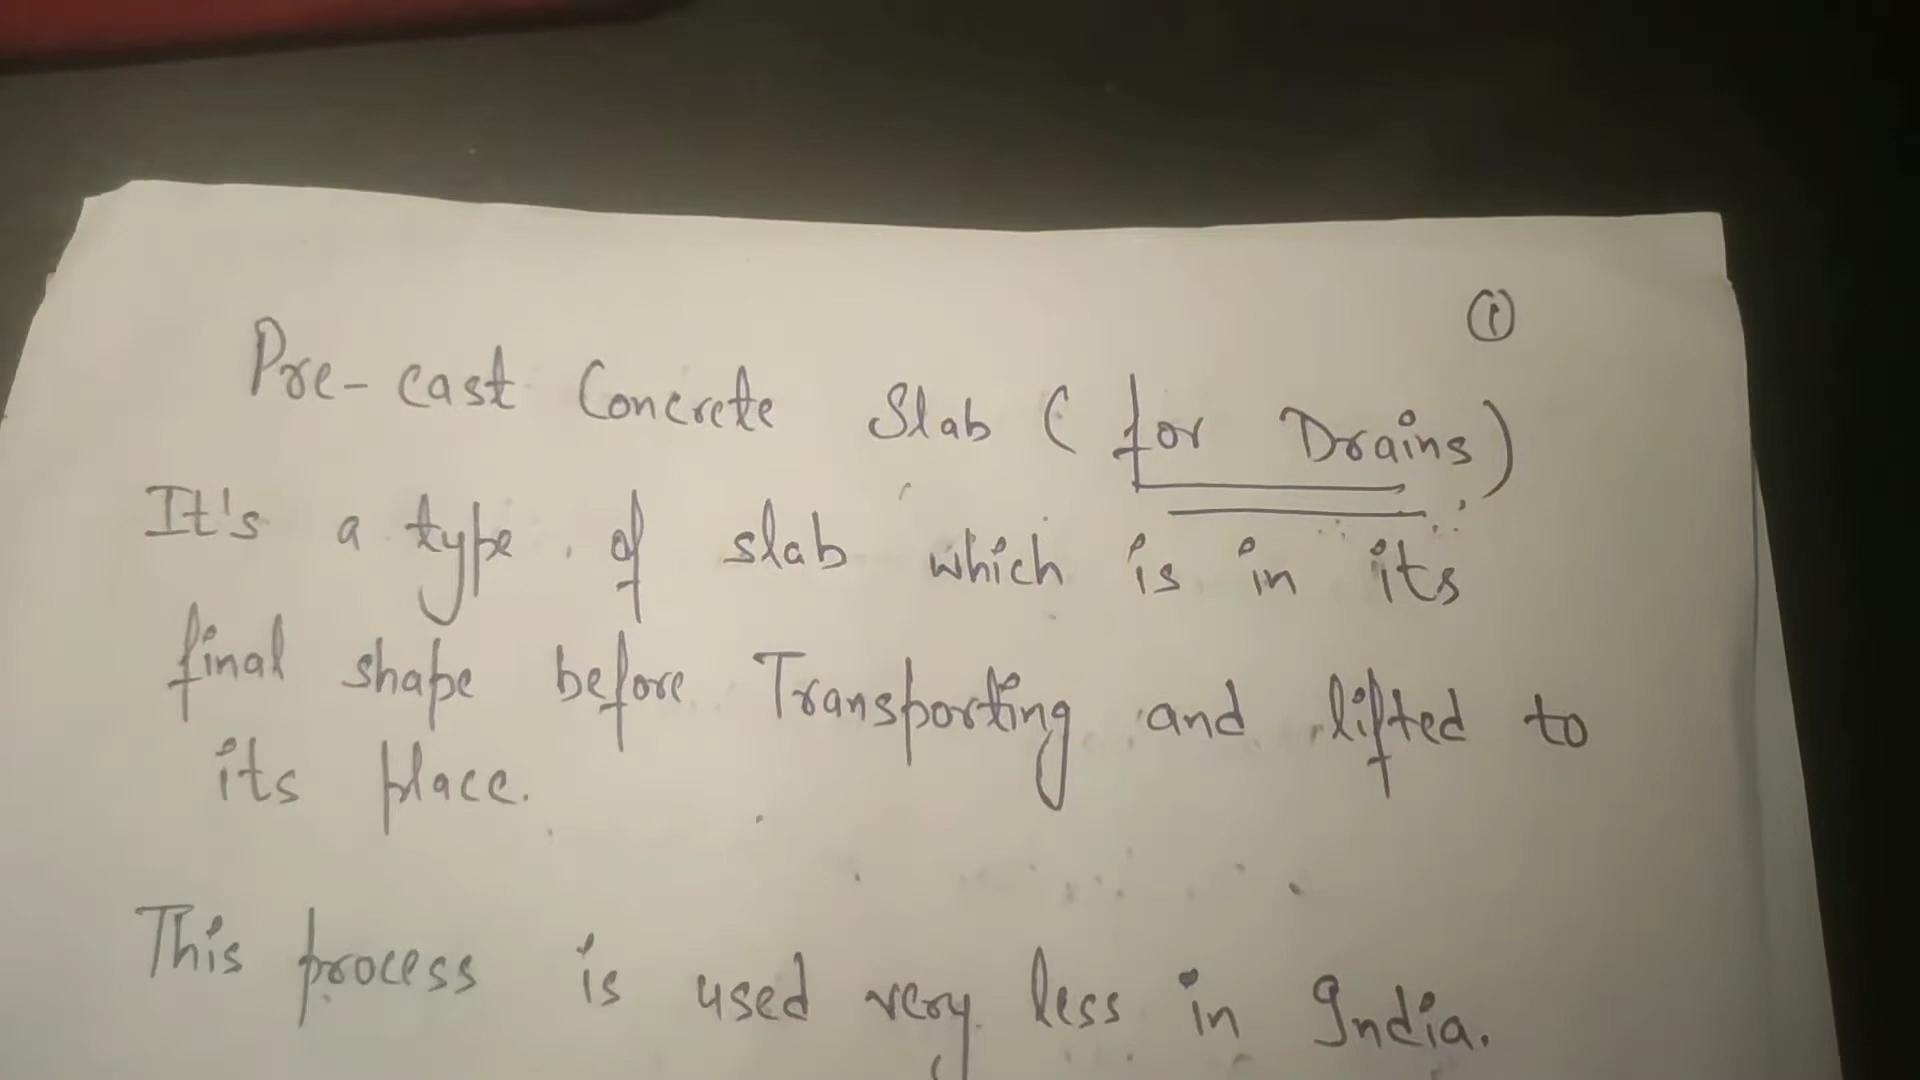 ①
Pre-cast Concrete Slab (for Drains)
It's a type of slab which is in its
final shape before Transporting and lifted to
its place.
This process is used very less in India.